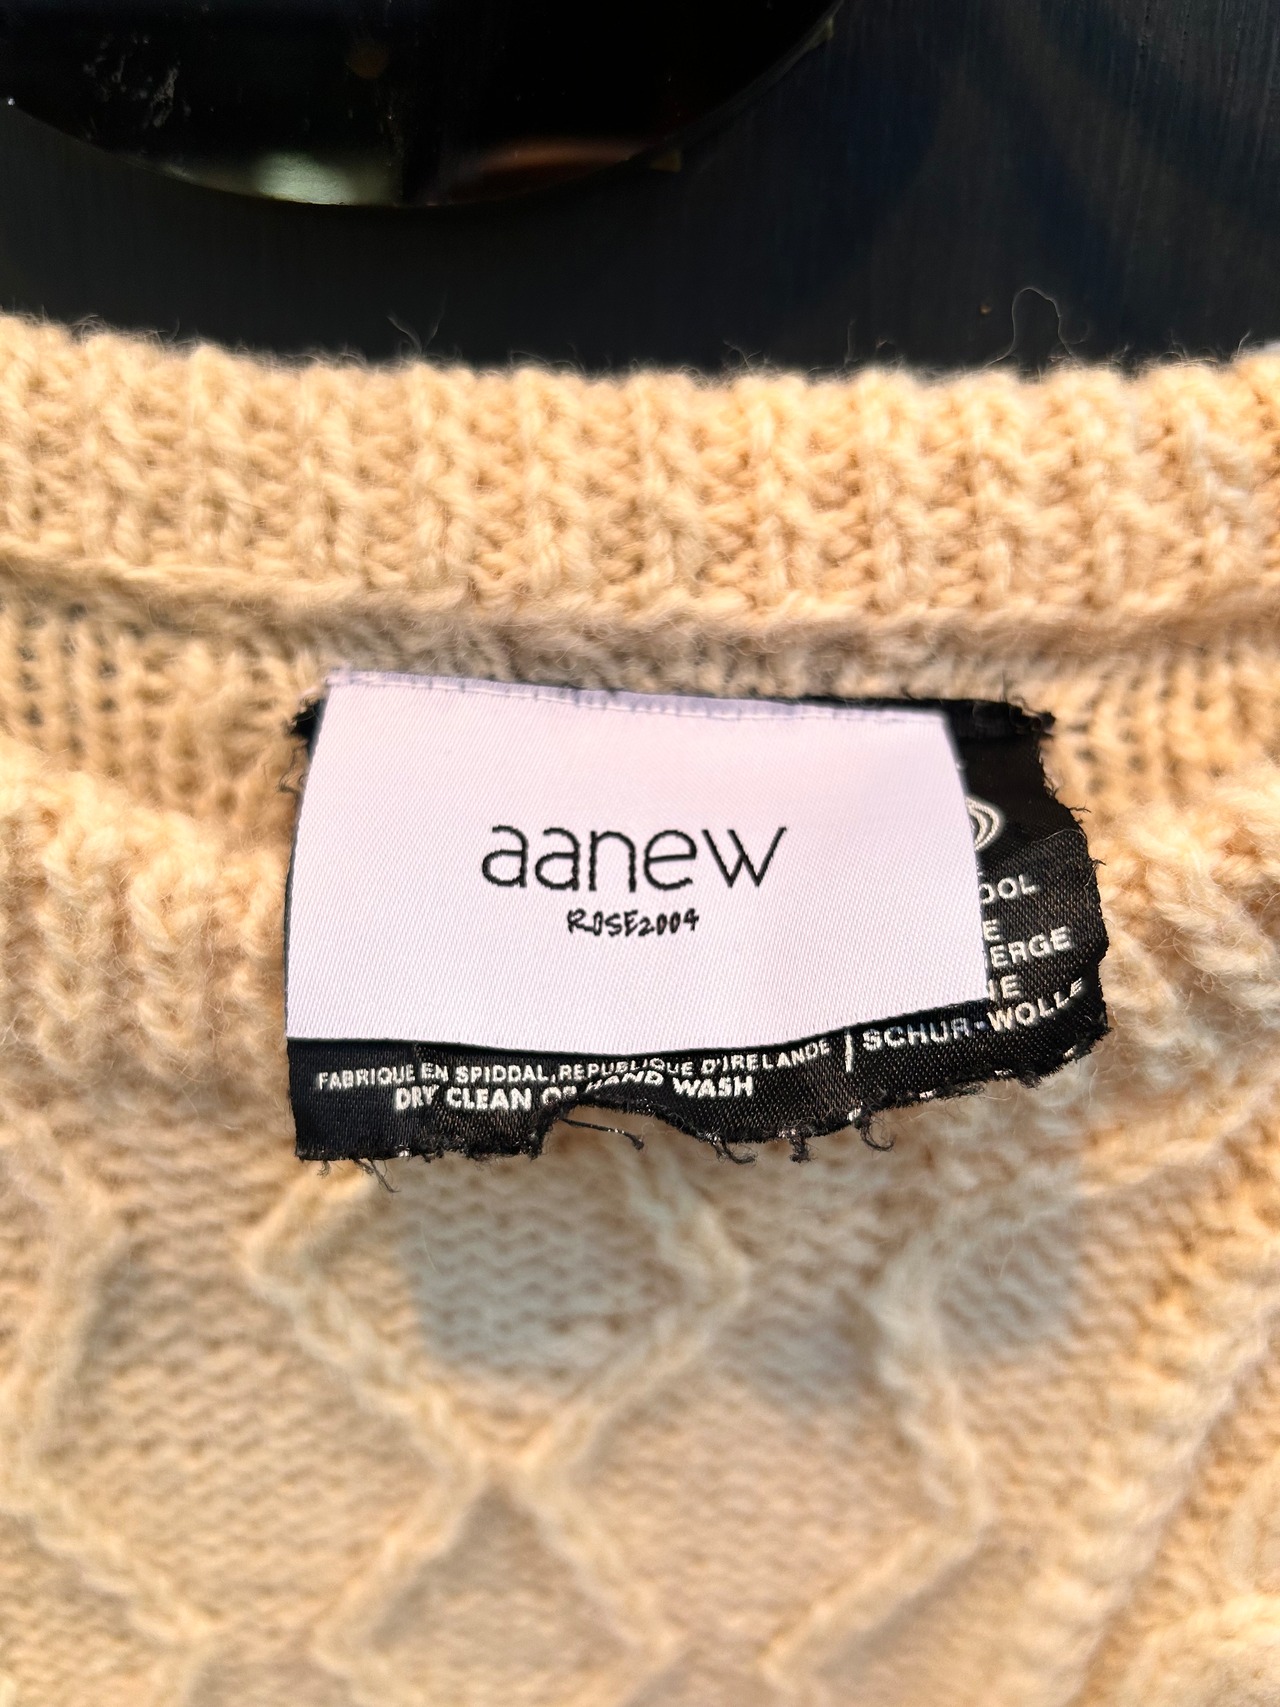 aanew
ROSE2004
OOL
E
ERGE
NE
SCHUR-WOLLE
FABRIQUE EN SPIDDAL, REPUBLIQUE D'IRELANDE
DRY CLEAN OR HAND WASH